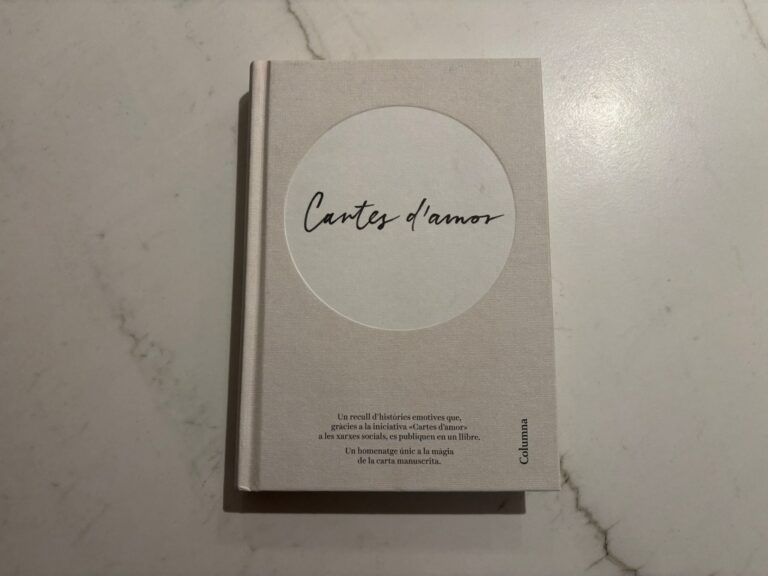 Cartes d'amor
Un recull d'històries emotives que,
gràcies a la iniciativa «Cartes d'amor»
a les xarxes socials, es publiquen en un llibre.
Un homenatge únic a la màgia
de la carta manuscrita.
Columna